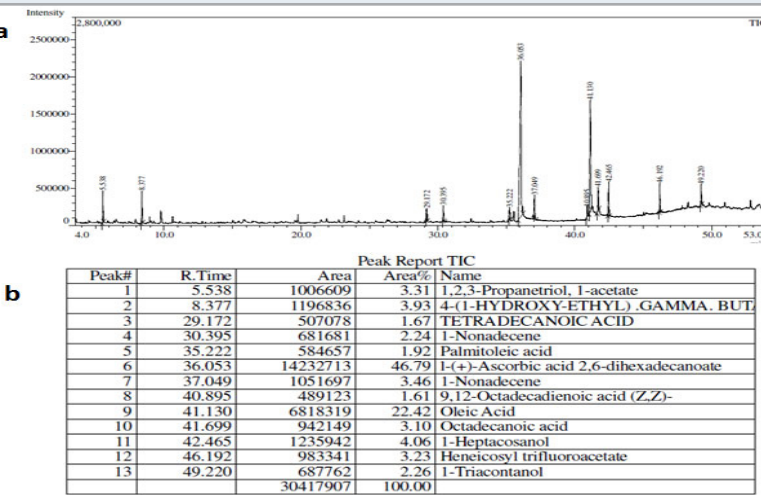 Intensity
a
2,800,000
TIC
2500000
2000000
1500000
1000000
500000
0
5.538
8.377
29.172
30.395
35.222
36.053
37.049
40.895
41.130
41.699
42.465
46.192
49.220
4.0 10.0 20.0 30.0 40.0 50.0 53.0
Peak Report TIC
b
Peak# R.Time Area Area% Name
1 5.538 1006609 3.31 1,2,3-Propanetriol, 1-acetate
2 8.377 1196836 3.93 4-(1-HYDROXY-ETHYL) .GAMMA. BUTA
3 29.172 507078 1.67 TETRADECANOIC ACID
4 30.395 681681 2.24 1-Nonadecene
5 35.222 584657 1.92 Palmitoleic acid
6 36.053 14232713 46.79 l-(+)-Ascorbic acid 2,6-dihexadecanoate
7 37.049 1051697 3.46 1-Nonadecene
8 40.895 489123 1.61 9,12-Octadecadienoic acid (Z,Z)-
9 41.130 6818319 22.42 Oleic Acid
10 41.699 942149 3.10 Octadecanoic acid
11 42.465 1235942 4.06 1-Heptacosanol
12 46.192 983341 3.23 Heneicosyl trifluoroacetate
13 49.220 687762 2.26 1-Triacontanol
30417907 100.00